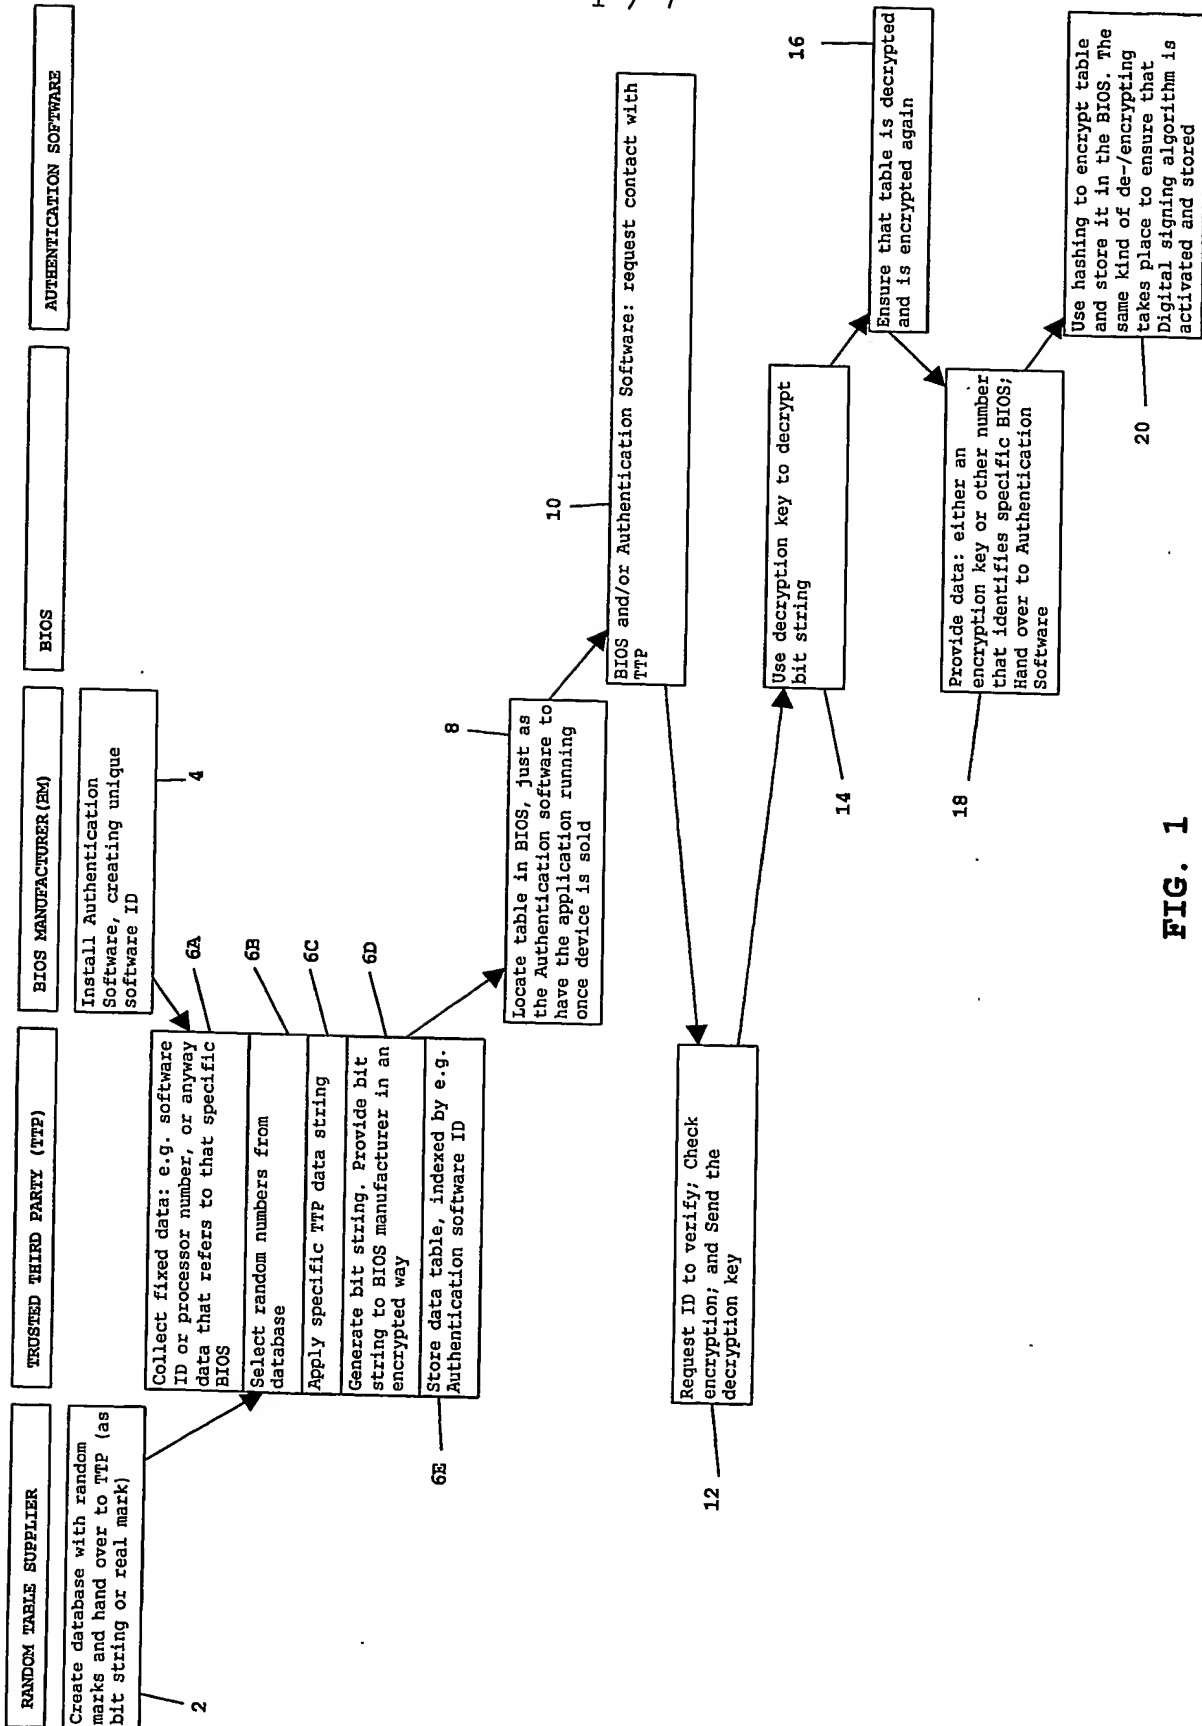 RANDOM TABLE SUPPLIER
TRUSTED THIRD PARTY (TTP)
BIOS MANUFACTURER(BM)
BIOS
AUTHENTICATION SOFTWARE
Create database with random
marks and hand over to TTP (as
bit string or real mark)
2
Install Authentication
Software, creating unique
software ID
4
Collect fixed data: e.g. software
ID or processor number, or anyway
data that refers to that specific
BIOS
6A
Select random numbers from
database
6B
Apply specific TTP data string
6C
Generate bit string. Provide bit
string to BIOS manufacturer in an
encrypted way
6D
Store data table, indexed by e.g.
Authentication software ID
6E
Locate table in BIOS, just as
the Authentication software to
have the application running
once device is sold
8
BIOS and/or Authentication Software: request contact with
TTP
10
Request ID to verify; Check
encryption; and Send the
decryption key
12
Use decryption key to decrypt
bit string
14
Ensure that table is decrypted
and is encrypted again
16
Provide data: either an
encryption key or other number
that identifies specific BIOS;
Hand over to Authentication
Software
18
Use hashing to encrypt table
and store it in the BIOS. The
same kind of de-/encrypting
takes place to ensure that
Digital signing algorithm is
activated and stored
20
FIG. 1